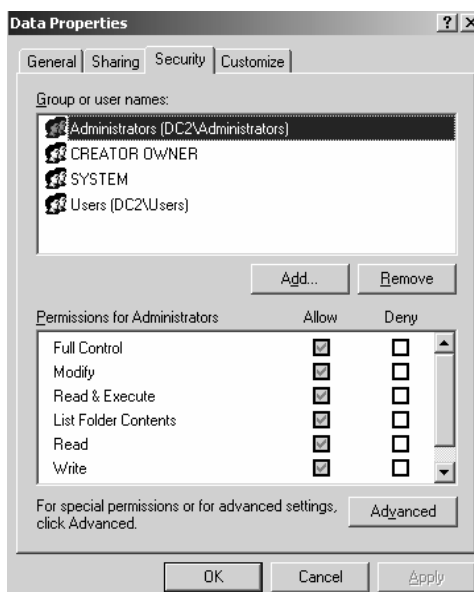 Data Properties
General Sharing Security Customize
Group or user names:
Administrators (DC2\Administrators)
CREATOR OWNER
SYSTEM
Users (DC2\Users)
Add... Remove
Permissions for Administrators Allow Deny
Full Control
Modify
Read & Execute
List Folder Contents
Read
Write
For special permissions or for advanced settings, Advanced
click Advanced.
OK Cancel Apply